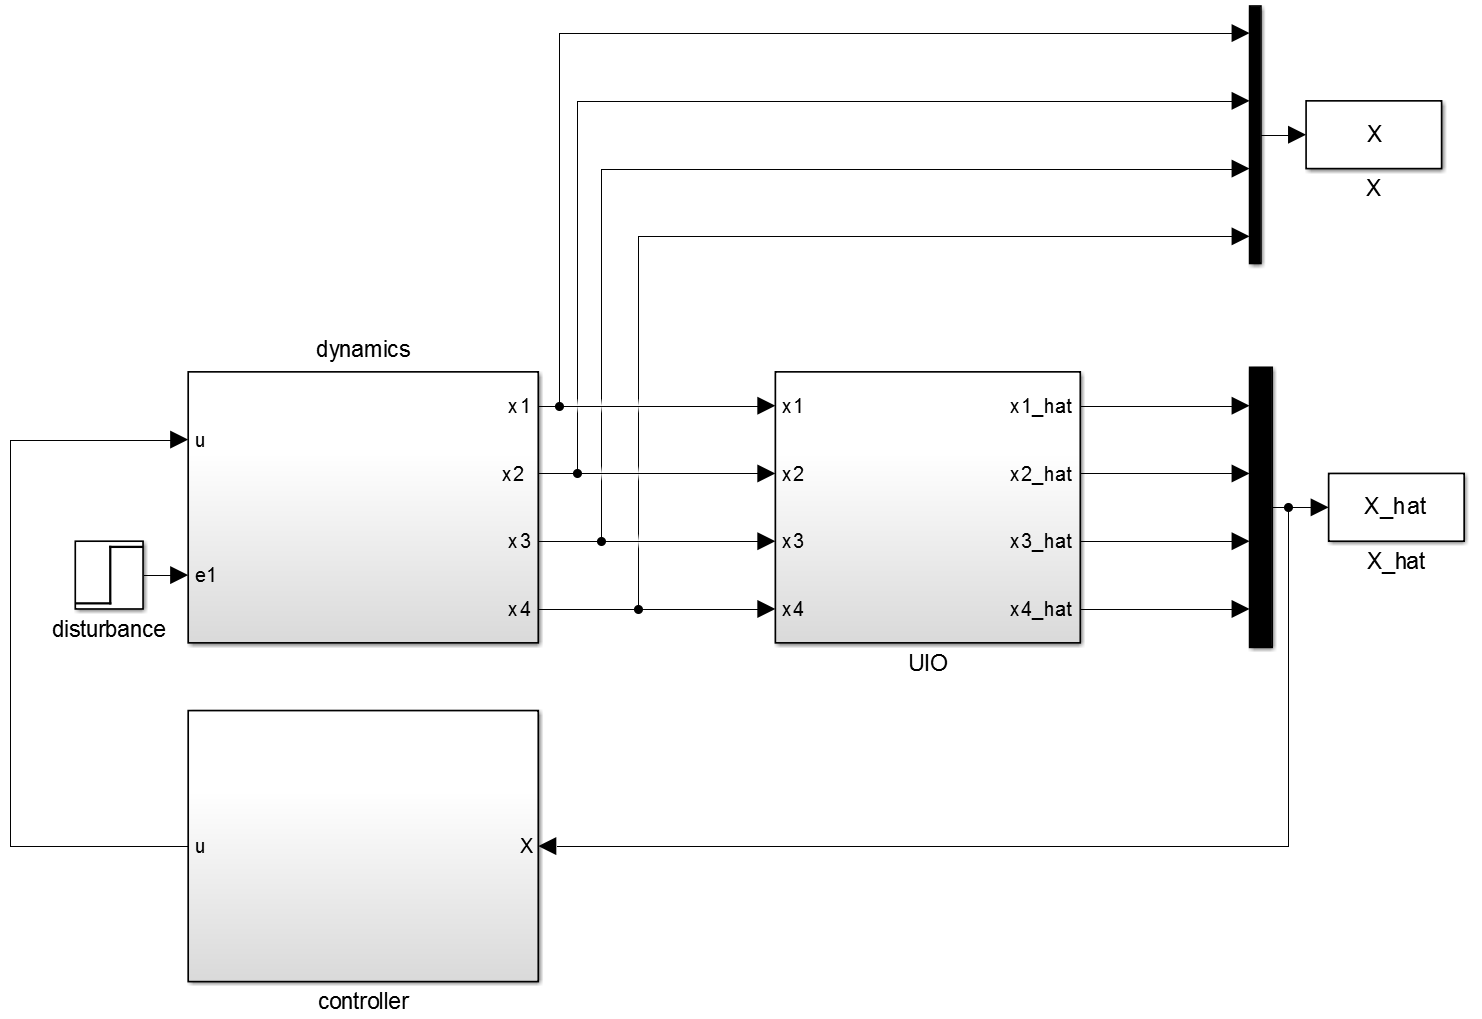 X
X
dynamics
x1
x1
x1_hat
u
x2
x2
x2_hat
X_hat
x3
x3
x3_hat
X_hat
e1
x4
x4
x4_hat
disturbance
UIO
u
X
controller